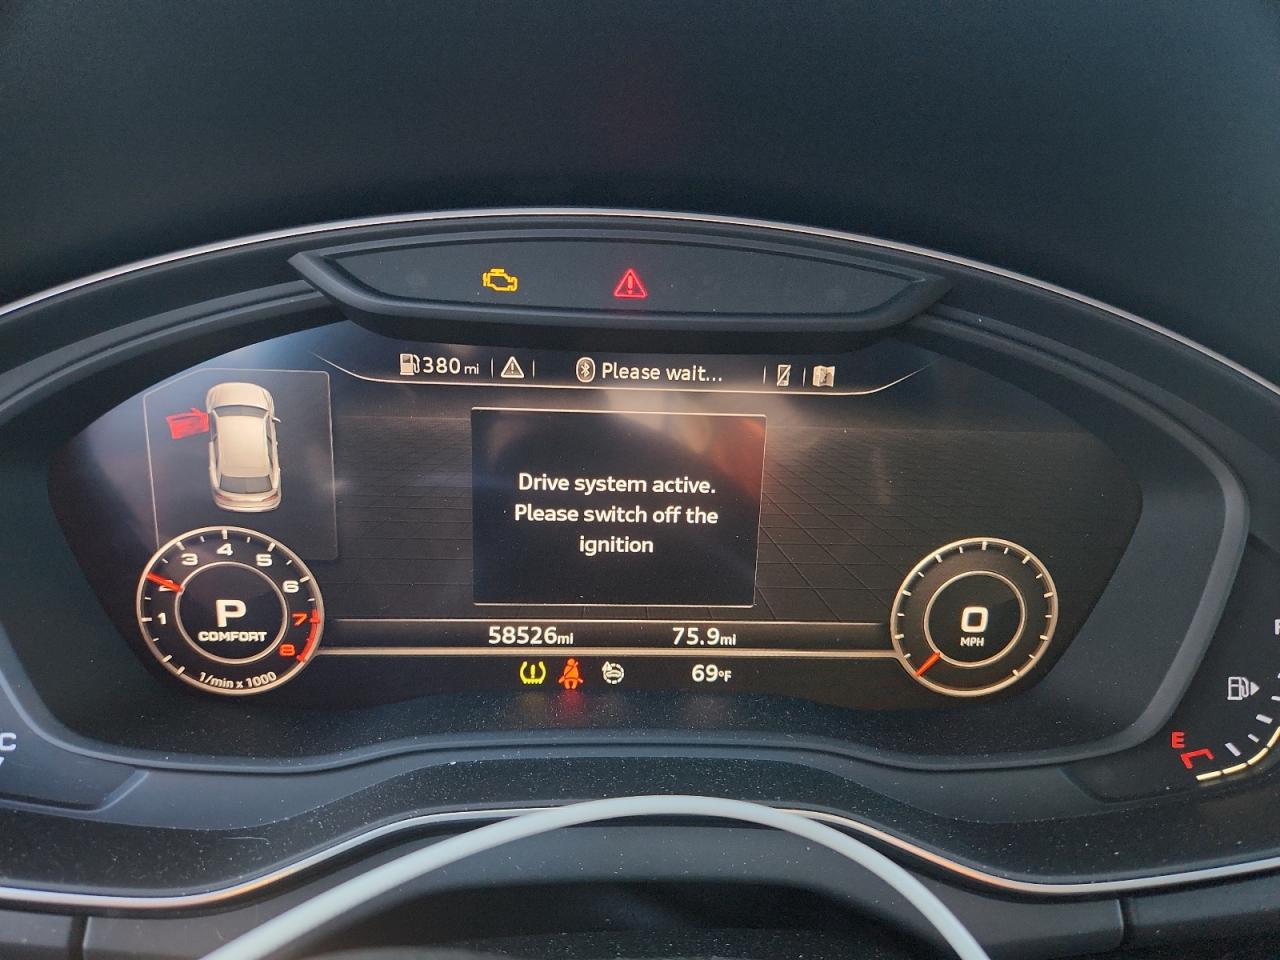 380 mi
Please wait...
Drive system active.
Please switch off the
ignition
1 2 3 4 5 6 7 8
P
COMFORT
1/min x 1000
0
MPH
58526mi
75.9mi
69°F
C
E